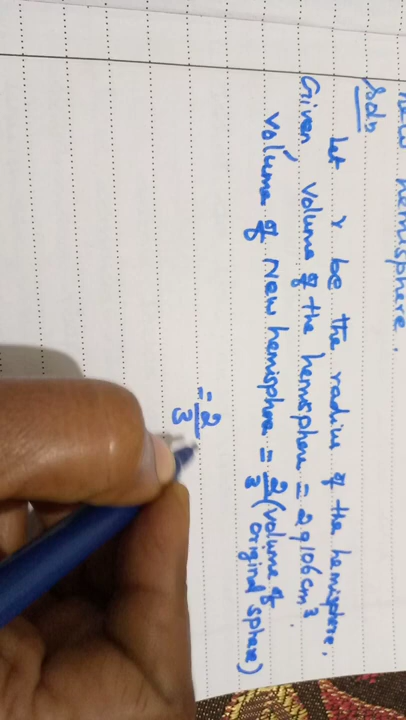 new hemisphere.
Soln
Let r be the radius of the hemisphere.
Given, volume of the hemisphere = 29106 cm³.
Volume of New hemisphere = 2/3 (Volume of original sphere)
= 2/3